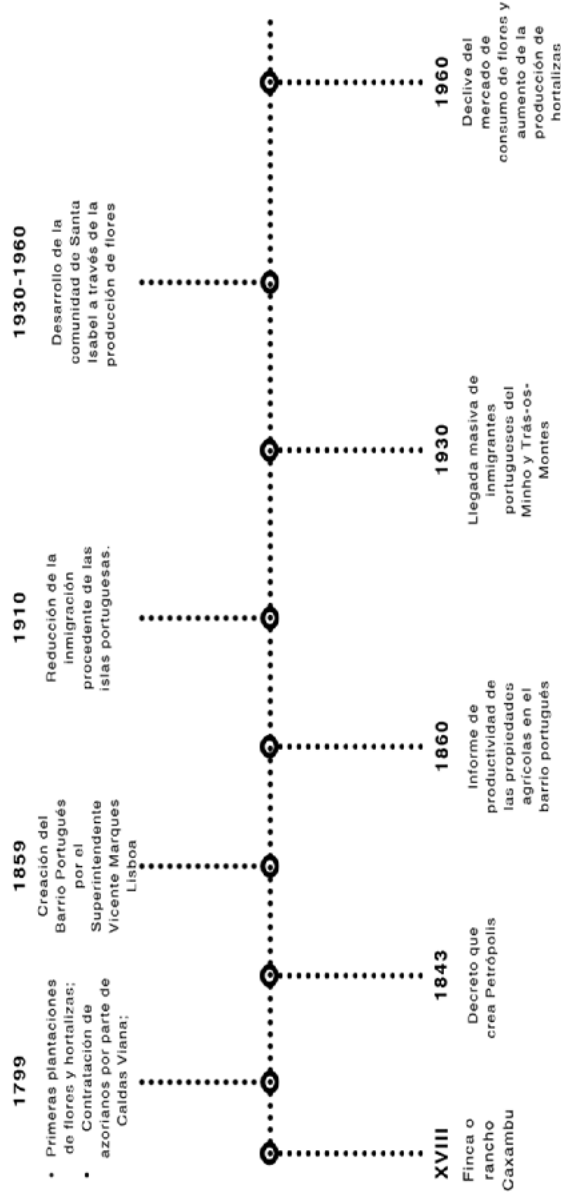 XVIII
Finca o
rancho
Caxambu
1799
• Primeras plantaciones
de flores y hortalizas;
• Contratación de
azorianos por parte de
Caldas Viana;
1843
Decreto que
crea Petrópolis
1859
Creación del
Barrio Portugués
por el
Superintendente
Vicente Marques
Lisboa
1860
Informe de
productividad de
las propiedades
agrícolas en el
barrio portugués
1910
Reducción de la
inmigración
procedente de las
islas portuguesas.
1930
Llegada masiva de
inmigrantes
portugueses del
Minho y Trás-os-
Montes
1930-1960
Desarrollo de la
comunidad de Santa
Isabel a través de la
producción de flores
1960
Declive del
mercado de
consumo de flores y
aumento de la
producción de
hortalizas